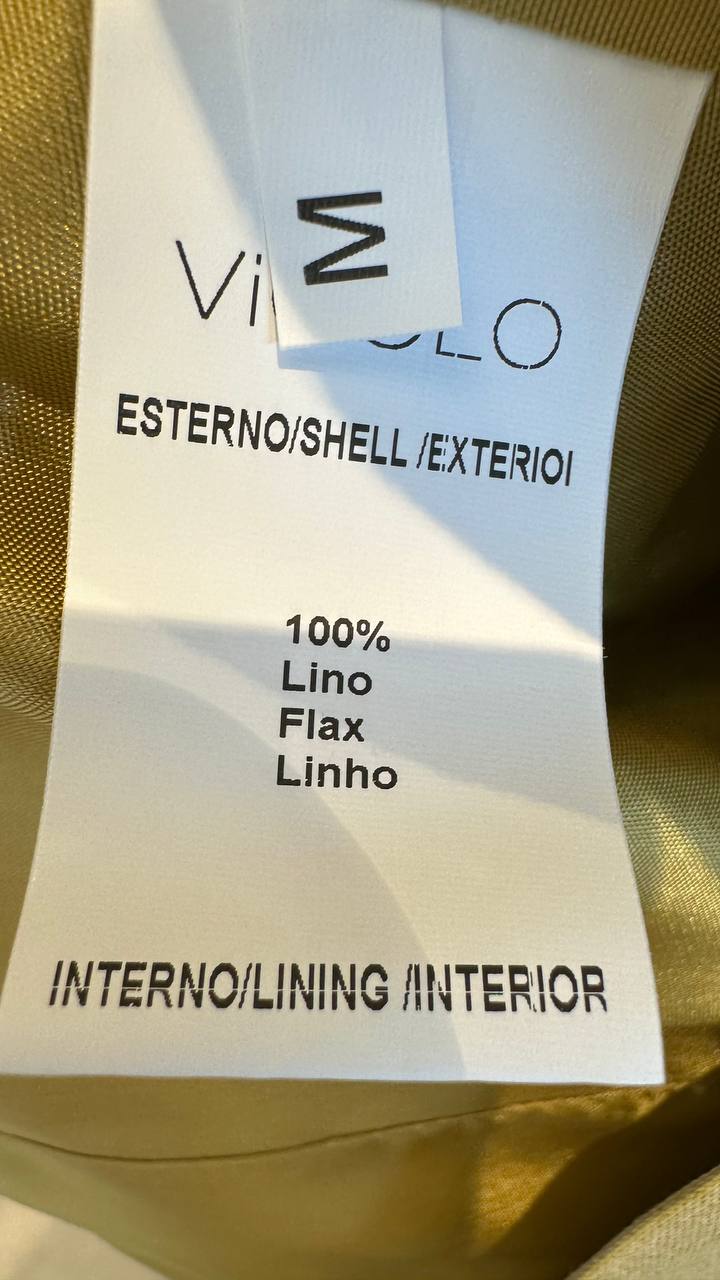 M
ESTERNO/SHELL /EXTERIOI
100%
Lino
Flax
Linho
INTERNO/LINING /INTERIOR